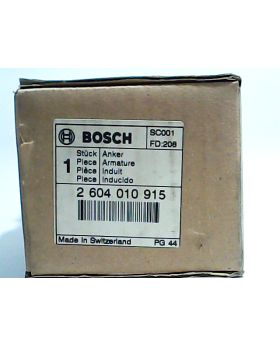 BOSCH
SC001
FD:208
1
Stück Anker
Piece Armature
Pièce Induit
Pieza Inducido
2 604 010 915
Made in Switzerland PG 44